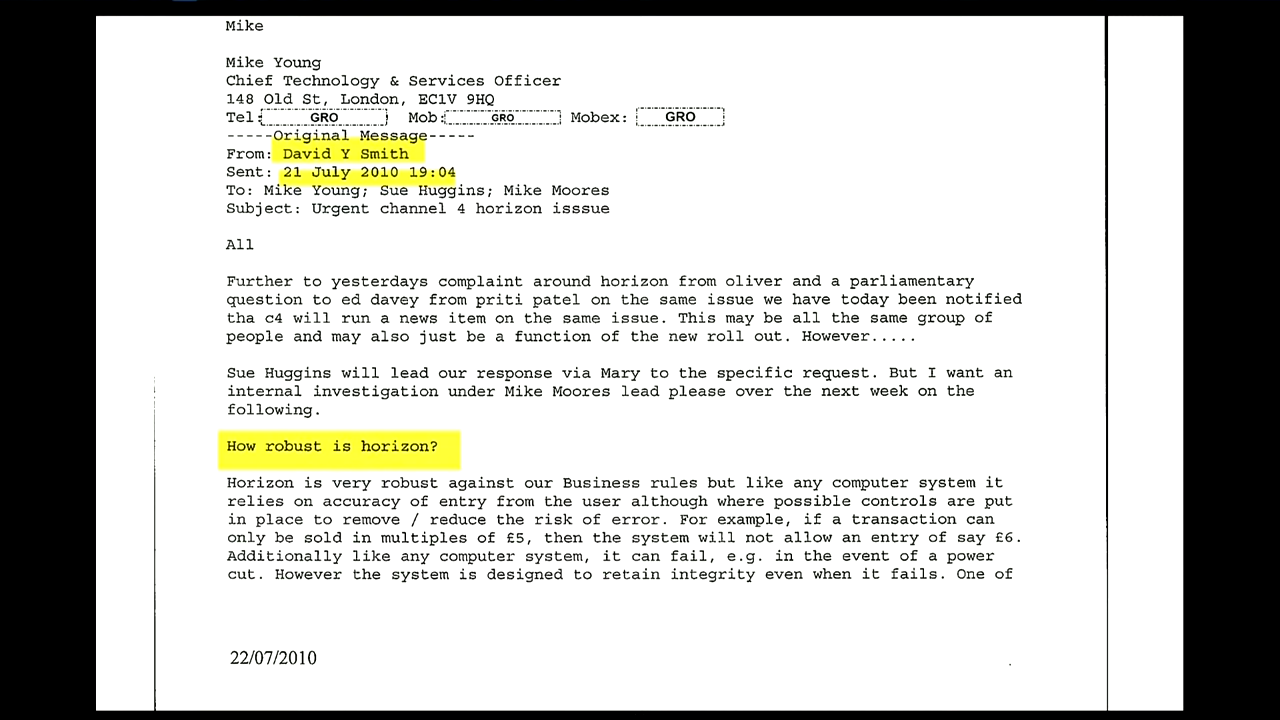 Mike
Mike Young
Chief Technology & Services Officer
148 Old St, London, EC1V 9HQ
Tel: GRO Mob: GRO Mobex: GRO
-----Original Message-----
From: David Y Smith
Sent: 21 July 2010 19:04
To: Mike Young; Sue Huggins; Mike Moores
Subject: Urgent channel 4 horizon isssue
All
Further to yesterdays complaint around horizon from oliver and a parliamentary
question to ed davey from priti patel on the same issue we have today been notified
tha c4 will run a news item on the same issue. This may be all the same group of
people and may also just be a function of the new roll out. However.....
Sue Huggins will lead our response via Mary to the specific request. But I want an
internal investigation under Mike Moores lead please over the next week on the
following.
How robust is horizon?
Horizon is very robust against our Business rules but like any computer system it
relies on accuracy of entry from the user although where possible controls are put
in place to remove / reduce the risk of error. For example, if a transaction can
only be sold in multiples of £5, then the system will not allow an entry of say £6.
Additionally like any computer system, it can fail, e.g. in the event of a power
cut. However the system is designed to retain integrity even when it fails. One of
22/07/2010